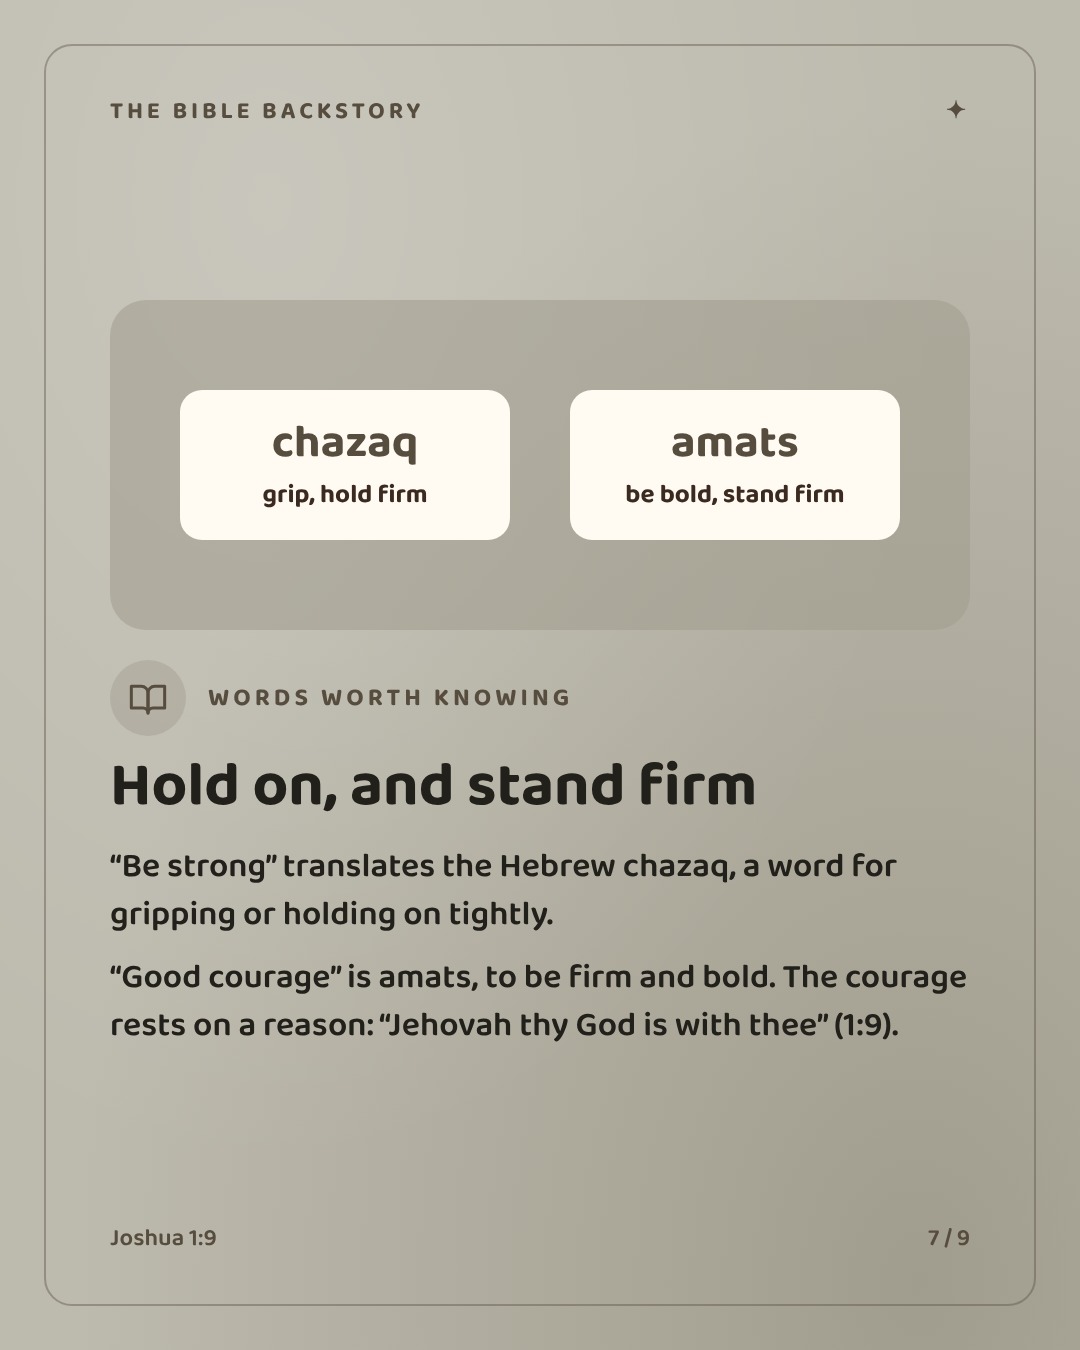 THE BIBLE BACKSTORY
chazaq
grip, hold firm
amats
be bold, stand firm
WORDS WORTH KNOWING
Hold on, and stand firm
“Be strong” translates the Hebrew chazaq, a word for
gripping or holding on tightly.
“Good courage” is amats, to be firm and bold. The courage
rests on a reason: “Jehovah thy God is with thee” (1:9).
Joshua 1:9
7 / 9